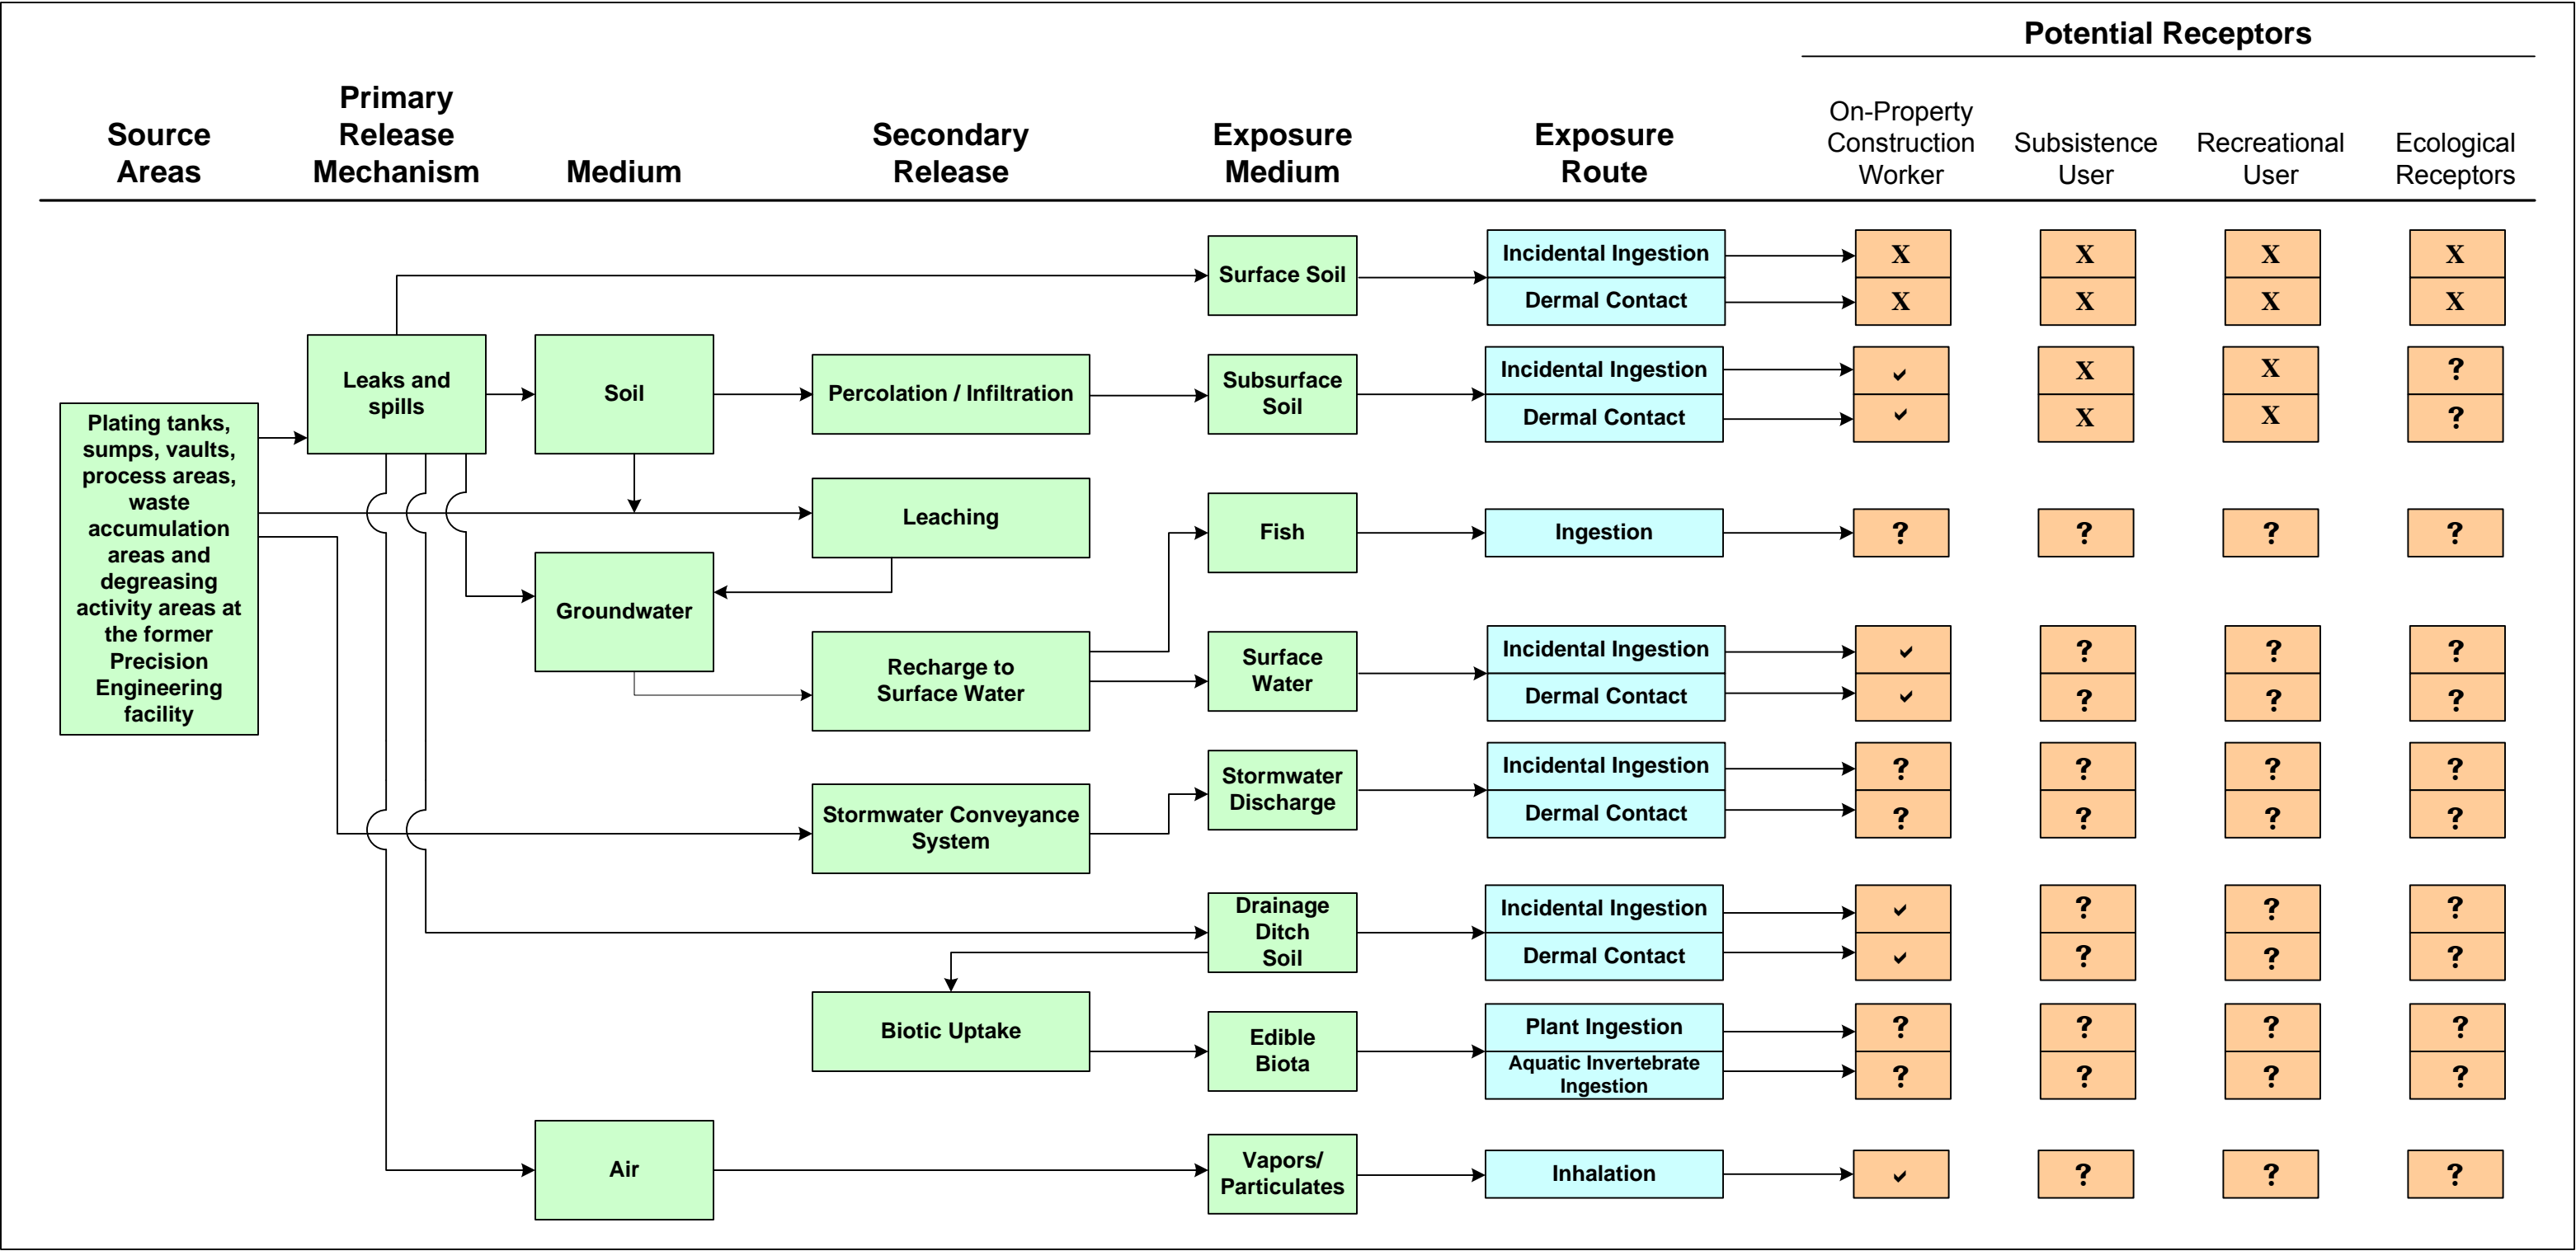 Potential Receptors
Source
Areas
Primary
Release
Mechanism
Medium
Secondary
Release
Exposure
Medium
Exposure
Route
On-Property
Construction
Worker
Subsistence
User
Recreational
User
Ecological
Receptors
Surface Soil
Incidental Ingestion
X X X X
Dermal Contact
X X X X
Leaks and
spills
Soil
Percolation / Infiltration
Subsurface
Soil
Incidental Ingestion
✓ X X ?
Dermal Contact
✓ X X ?
Plating tanks,
sumps, vaults,
process areas,
waste
accumulation
areas and
degreasing
activity areas at
the former
Precision
Engineering
facility
Leaching
Fish
Ingestion
? ? ? ?
Groundwater
Recharge to
Surface Water
Surface
Water
Incidental Ingestion
✓ ? ? ?
Dermal Contact
✓ ? ? ?
Stormwater Conveyance
System
Stormwater
Discharge
Incidental Ingestion
? ? ? ?
Dermal Contact
? ? ? ?
Drainage
Ditch
Soil
Incidental Ingestion
✓ ? ? ?
Dermal Contact
✓ ? ? ?
Biotic Uptake
Edible
Biota
Plant Ingestion
? ? ? ?
Aquatic Invertebrate
Ingestion
? ? ? ?
Air
Vapors/
Particulates
Inhalation
✓ ? ? ?